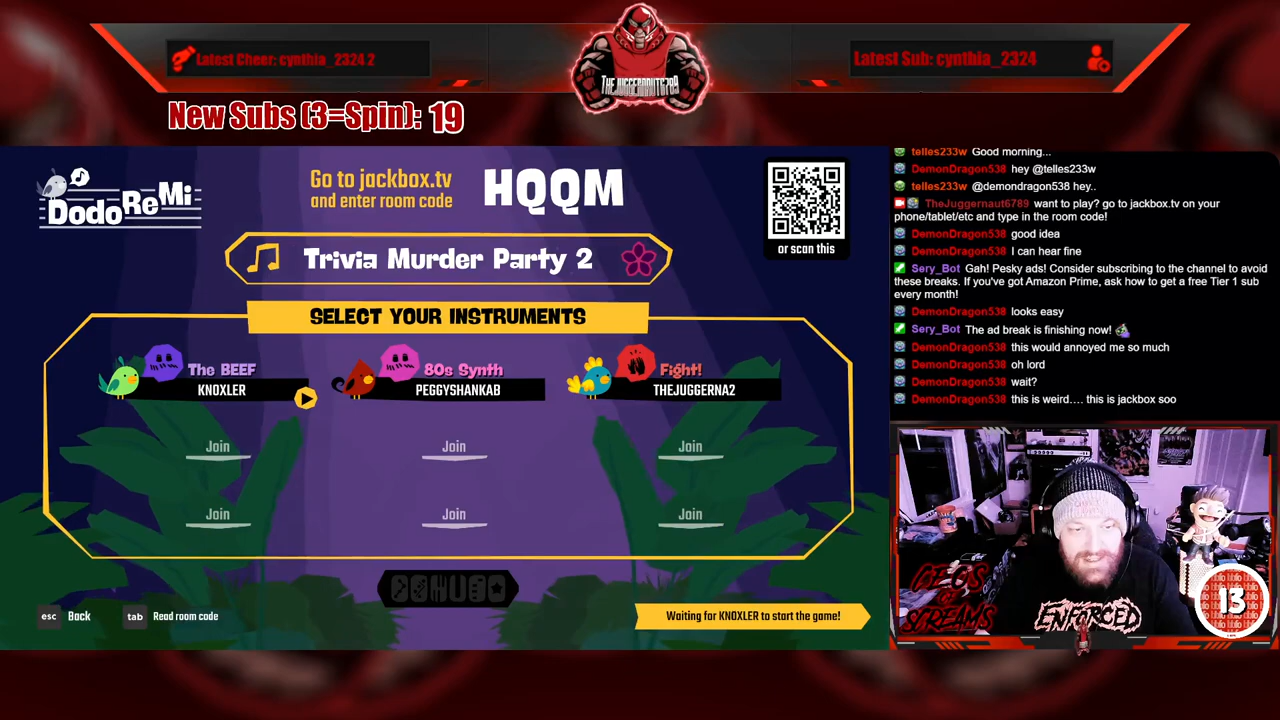 Latest Cheer: cynthia_2324 2
THEJUGGERNAUT6789
Latest Sub: cynthia_2324
New Subs (3=Spin): 19
DodoReMi
Go to jackbox.tv
and enter room code
HQQM
or scan this
Trivia Murder Party 2
SELECT YOUR INSTRUMENTS
The BEEF
KNOXLER
80s Synth
PEGGYSHANKAB
Fight!
THEJUGGERNA2
Join
Join
Join
Join
Join
Join
esc Back
tab Read room code
Waiting for KNOXLER to start the game!
telles233w Good morning...
DemonDragon538 hey @telles233w
telles233w @demondragon538 hey..
TheJuggernaut6789 want to play? go to jackbox.tv on your
phone/tablet/etc and type in the room code!
DemonDragon538 good idea
DemonDragon538 I can hear fine
Sery_Bot Gah! Pesky ads! Consider subscribing to the channel to avoid
these breaks. If you've got Amazon Prime, ask how to get a free Tier 1 sub
every month!
DemonDragon538 looks easy
Sery_Bot The ad break is finishing now!
DemonDragon538 this would annoyed me so much
DemonDragon538 oh lord
DemonDragon538 wait?
DemonDragon538 this is weird.... this is jackbox soo
ENFORCED
13